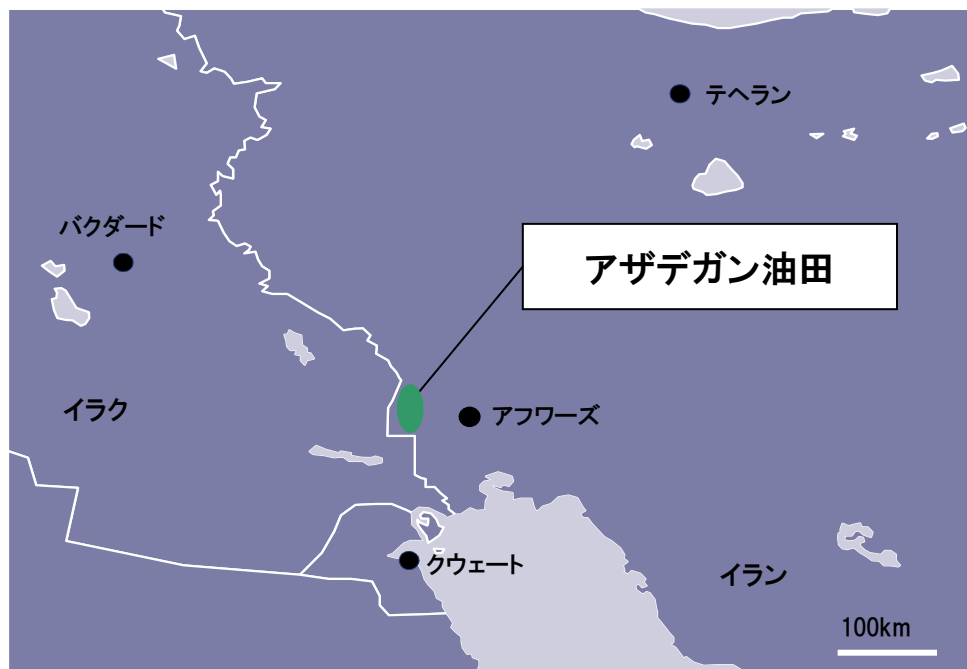 テヘラン
バクダード
アザデガン油田
イラク
アフワーズ
クウェート
イラン
100km